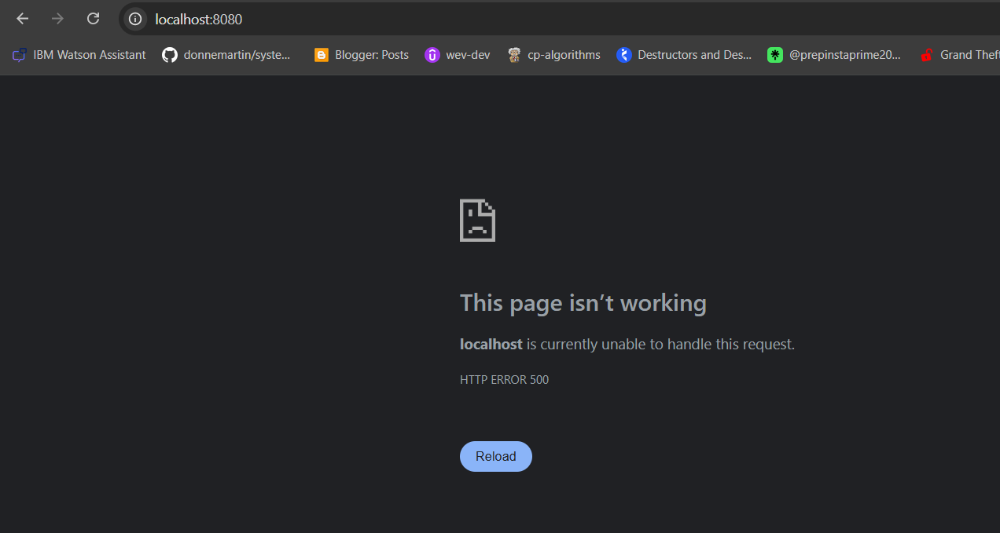 localhost:8080
IBM Watson Assistant donnemartin/syste... Blogger: Posts wev-dev cp-algorithms Destructors and Des... @prepinstaprime20... Grand Theft
This page isn’t working
localhost is currently unable to handle this request.
HTTP ERROR 500
Reload